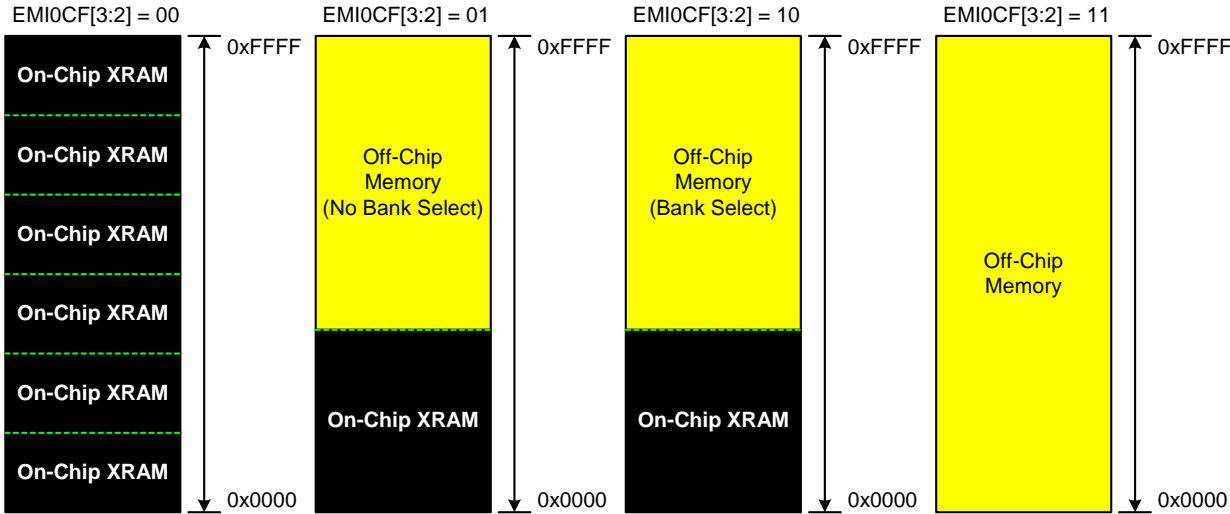 EMI0CF[3:2] = 00
On-Chip XRAM
On-Chip XRAM
On-Chip XRAM
On-Chip XRAM
On-Chip XRAM
On-Chip XRAM
0xFFFF
0x0000
EMI0CF[3:2] = 01
Off-Chip
Memory
(No Bank Select)
On-Chip XRAM
0xFFFF
0x0000
EMI0CF[3:2] = 10
Off-Chip
Memory
(Bank Select)
On-Chip XRAM
0xFFFF
0x0000
EMI0CF[3:2] = 11
Off-Chip
Memory
0xFFFF
0x0000